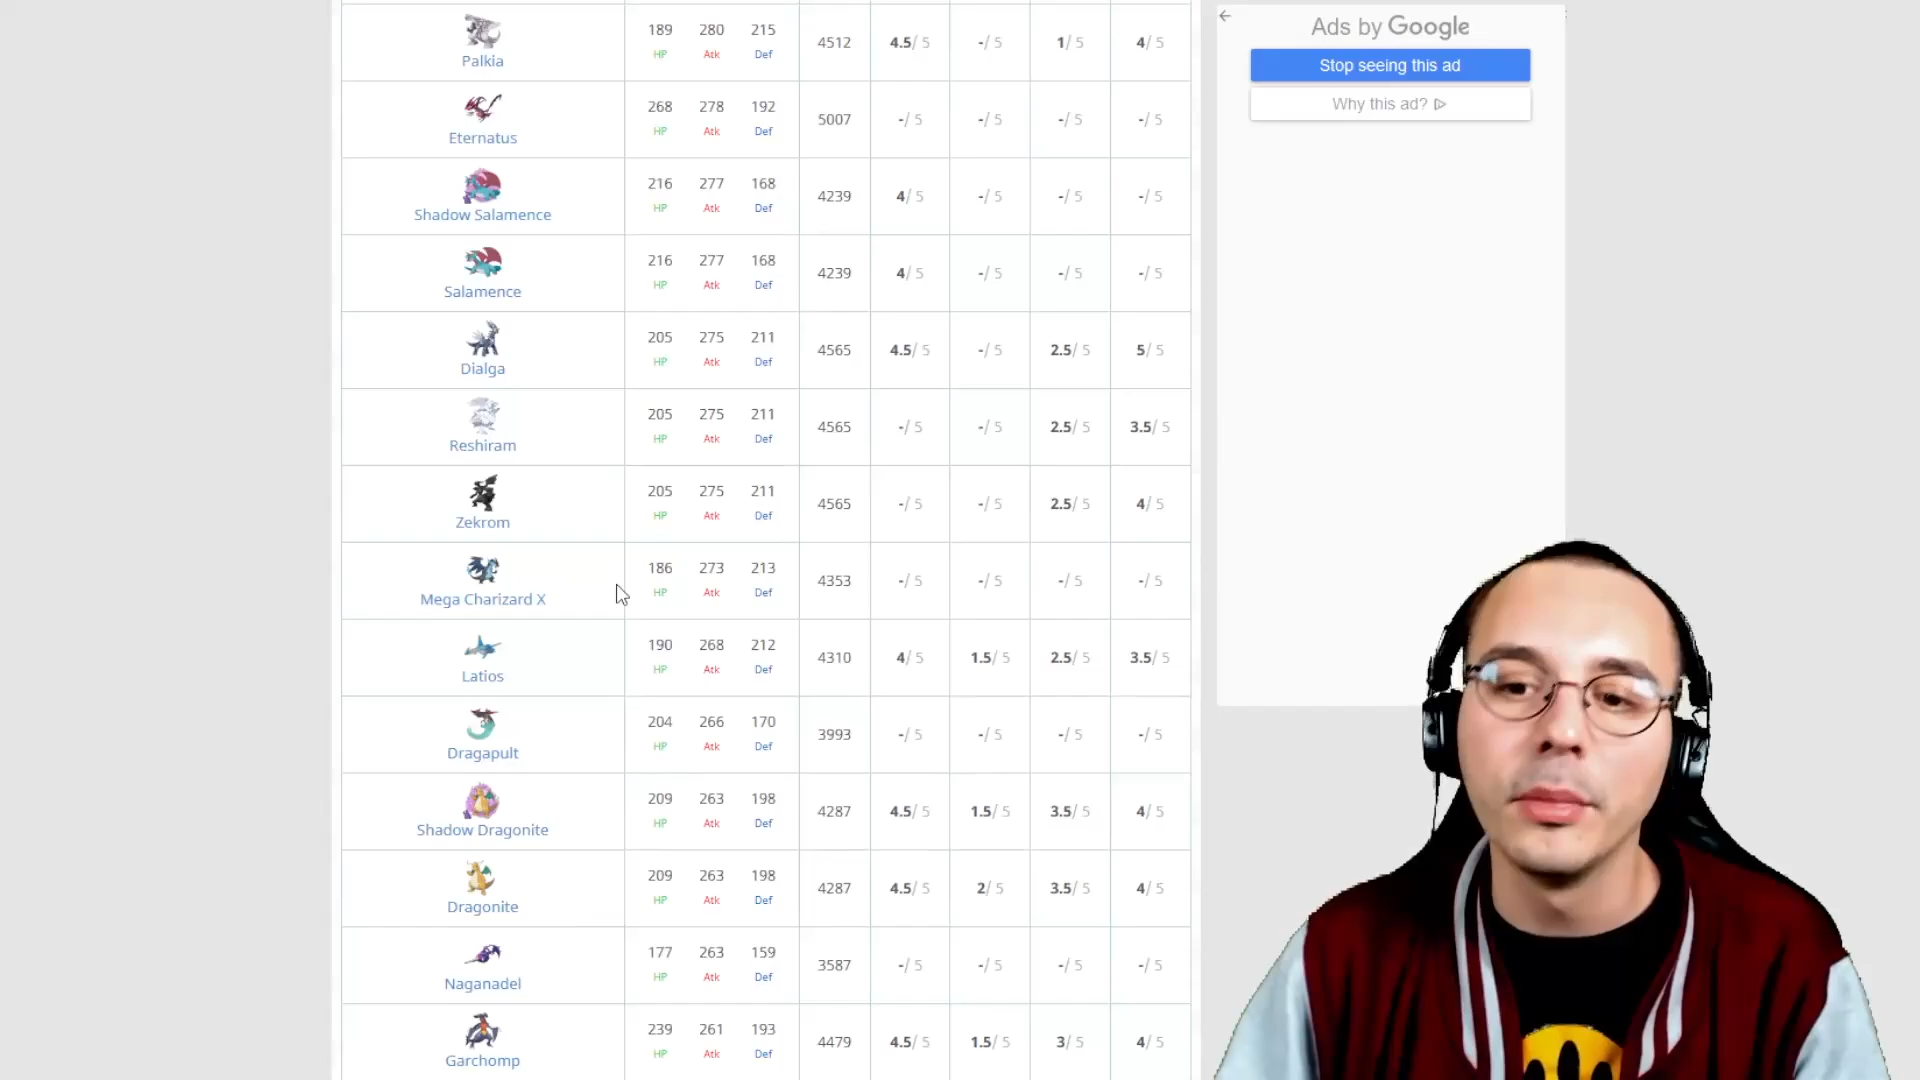 189 280 215 4512 4.5/ 5 -/ 5 1/ 5 4/ 5
Palkia HP Atk Def
268 278 192 5007 -/ 5 -/ 5 -/ 5 -/ 5
Eternatus HP Atk Def
216 277 168 4239 4/ 5 -/ 5 -/ 5 -/ 5
Shadow Salamence HP Atk Def
216 277 168 4239 4/ 5 -/ 5 -/ 5 -/ 5
Salamence HP Atk Def
205 275 211 4565 4.5/ 5 -/ 5 2.5/ 5 5/ 5
Dialga HP Atk Def
205 275 211 4565 -/ 5 -/ 5 2.5/ 5 3.5/ 5
Reshiram HP Atk Def
205 275 211 4565 -/ 5 -/ 5 2.5/ 5 4/ 5
Zekrom HP Atk Def
186 273 213 4353 -/ 5 -/ 5 -/ 5 -/ 5
Mega Charizard X HP Atk Def
190 268 212 4310 4/ 5 1.5/ 5 2.5/ 5 3.5/ 5
Latios HP Atk Def
204 266 170 3993 -/ 5 -/ 5 -/ 5 -/ 5
Dragapult HP Atk Def
209 263 198 4287 4.5/ 5 1.5/ 5 3.5/ 5 4/ 5
Shadow Dragonite HP Atk Def
209 263 198 4287 4.5/ 5 2/ 5 3.5/ 5 4/ 5
Dragonite HP Atk Def
177 263 159 3587 -/ 5 -/ 5 -/ 5 -/ 5
Naganadel HP Atk Def
239 261 193 4479 4.5/ 5 1.5/ 5 3/ 5 4/ 5
Garchomp HP Atk Def
Ads by Google
Stop seeing this ad
Why this ad?